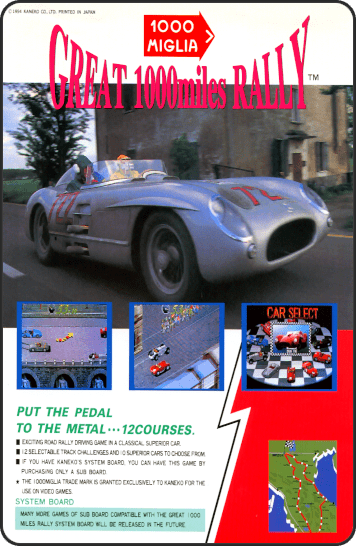 © 1994 KANEKO CO., LTD. PRINTED IN JAPAN
1000
MIGLIA
GREAT 1000miles RALLY
TM
722
CAR SELECT
PUT THE PEDAL
TO THE METAL···12COURSES.
■ EXCITING ROAD RALLY DRIVING GAME IN A CLASSICAL SUPERIOR CAR.
■ 12 SELECTABLE TRACK CHALLENGES AND 10 SUPERIOR CARS TO CHOOSE FROM.
■ IF YOU HAVE KANEKO'S SYSTEM BOARD, YOU CAN HAVE THIS GAME BY
PURCHASING ONLY A SUB BOARD.
★ THE 1000MIGLIA TRADE MARK IS GRANTED EXCLUSIVELY TO KANEKO FOR THE
USE ON VIDEO GAMES.
SYSTEM BOARD
MANY MORE GAMES OF SUB BOARD COMPATIBLE WITH THE GREAT 1000
MILES RALLY SYSTEM BOARD WILL BE RELEASED IN THE FUTURE